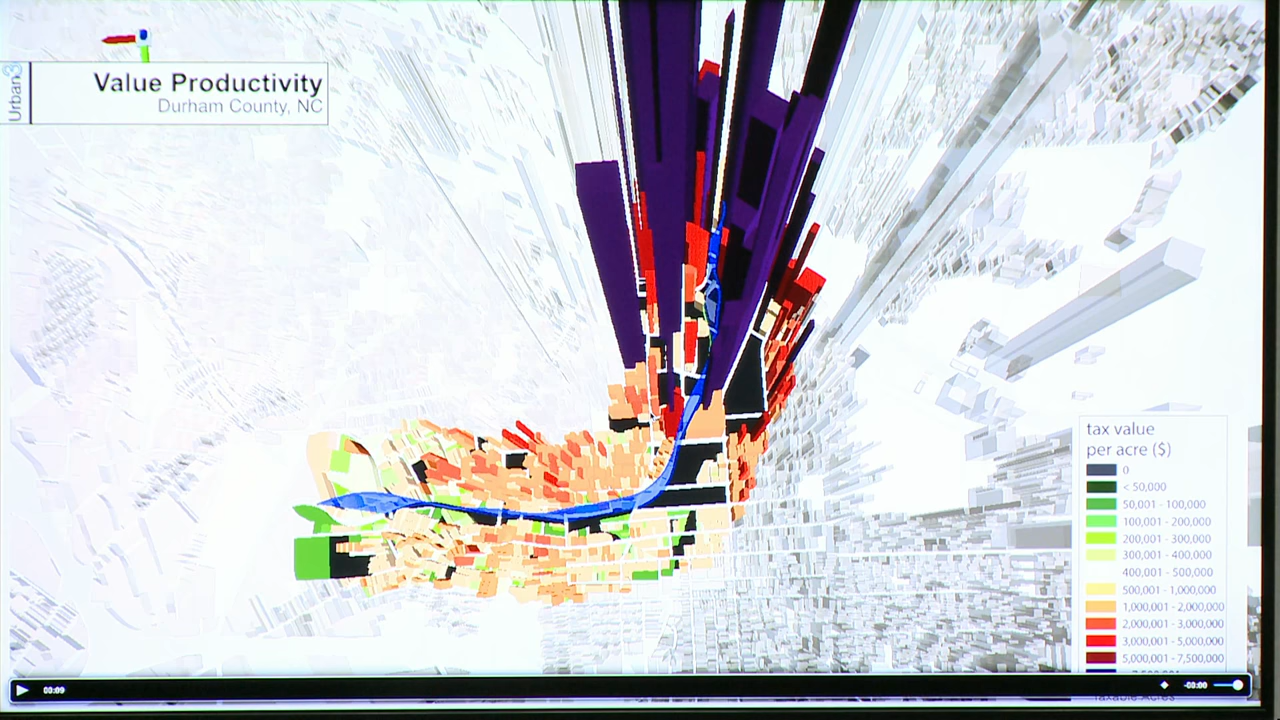 Urban3
Value Productivity
Durham County, NC
tax value
per acre ($)
0
< 50,000
50,001 - 100,000
100,001 - 200,000
200,001 - 300,000
300,001 - 400,000
400,001 - 500,000
500,001 - 1,000,000
1,000,001 - 2,000,000
2,000,001 - 3,000,000
3,000,001 - 5,000,000
5,000,001 - 7,500,000
00:09
-00:00
Taxable Acres